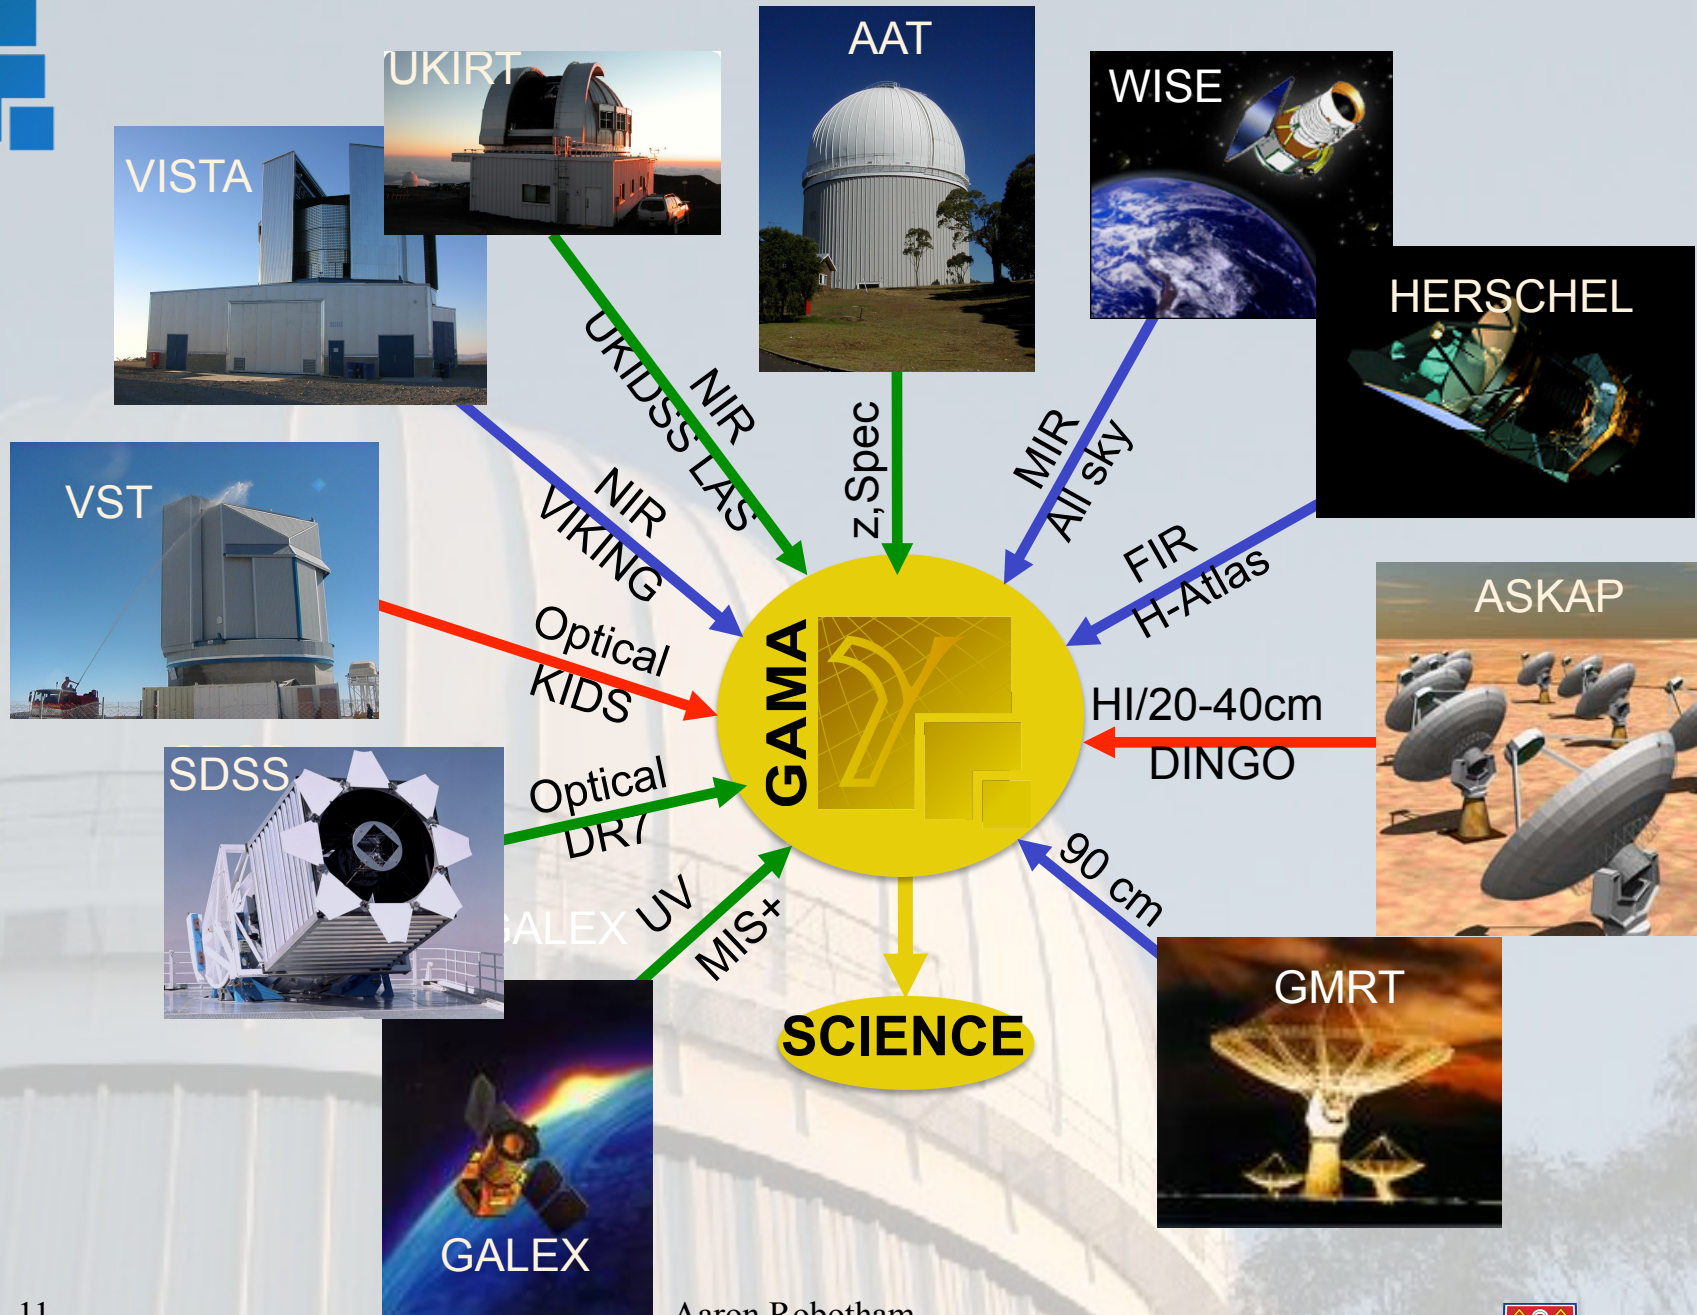 AAT
UKIRT
WISE
VISTA
HERSCHEL
NIR
UKIDSS LAS
z,Spec
MIR
All sky
VST
NIR
VIKING
FIR
H-Atlas
ASKAP
Optical
KIDS
GAMA
γ
HI/20-40cm
DINGO
SDSS
Optical
DR7
90 cm
UV
MIS+
GALEX
GMRT
SCIENCE
GALEX
11
Aaron Robotham